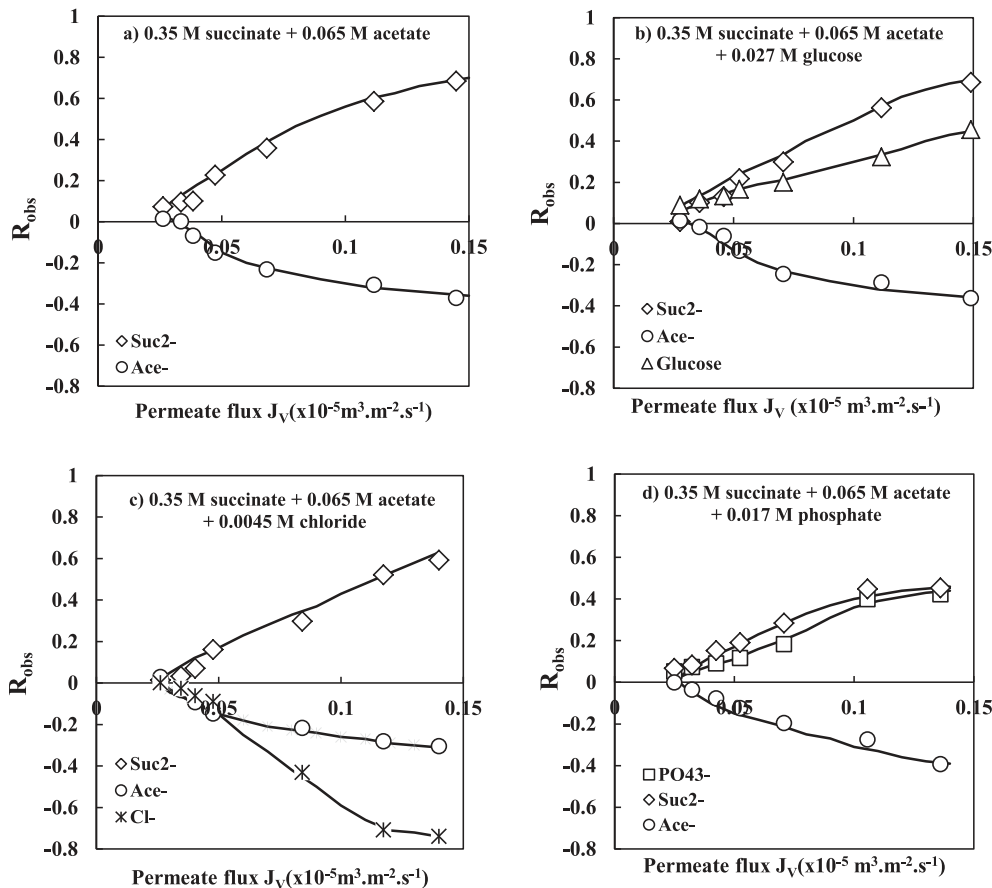 a) 0.35 M succinate + 0.065 M acetate
1
0.8
0.6
0.4
0.2
0
-0.2
-0.4
-0.6
-0.8
R_obs
0 0.05 0.1 0.15
Suc2-
Ace-
Permeate flux J_V(x10⁻⁵m³.m⁻².s⁻¹)
b) 0.35 M succinate + 0.065 M acetate
+ 0.027 M glucose
1
0.8
0.6
0.4
0.2
0
-0.2
-0.4
-0.6
-0.8
R_obs
0 0.05 0.1 0.15
Suc2-
Ace-
Glucose
Permeate flux J_V (x10⁻⁵ m³.m⁻².s⁻¹)
c) 0.35 M succinate + 0.065 M acetate
+ 0.0045 M chloride
1
0.8
0.6
0.4
0.2
0
-0.2
-0.4
-0.6
-0.8
R_obs
0 0.05 0.1 0.15
Suc2-
Ace-
Cl-
Permeate flux J_V(x10⁻⁵m³.m⁻².s⁻¹)
d) 0.35 M succinate + 0.065 M acetate
+ 0.017 M phosphate
1
0.8
0.6
0.4
0.2
0
-0.2
-0.4
-0.6
-0.8
R_obs
0 0.05 0.1 0.15
PO43-
Suc2-
Ace-
Permeate flux J_V(x10⁻⁵ m³.m⁻².s⁻¹)